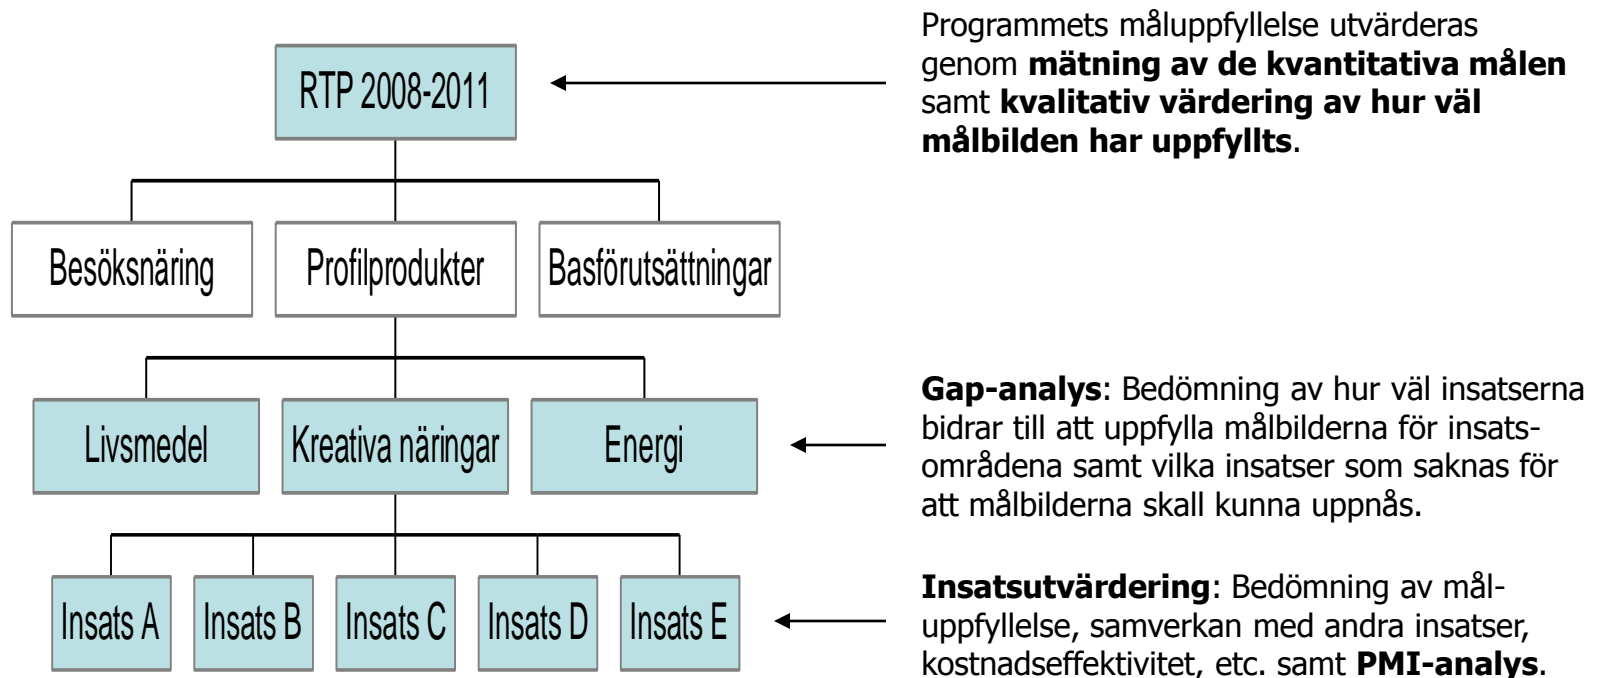 RTP 2008-2011
Programmets måluppfyllelse utvärderas
genom mätning av de kvantitativa målen
samt kvalitativ värdering av hur väl
målbilden har uppfyllts.
Besöksnäring
Profilprodukter
Basförutsättningar
Livsmedel
Kreativa näringar
Energi
Gap-analys: Bedömning av hur väl insatserna
bidrar till att uppfylla målbilderna för insats-
områdena samt vilka insatser som saknas för
att målbilderna skall kunna uppnås.
Insats A
Insats B
Insats C
Insats D
Insats E
Insatsutvärdering: Bedömning av mål-
uppfyllelse, samverkan med andra insatser,
kostnadseffektivitet, etc. samt PMI-analys.